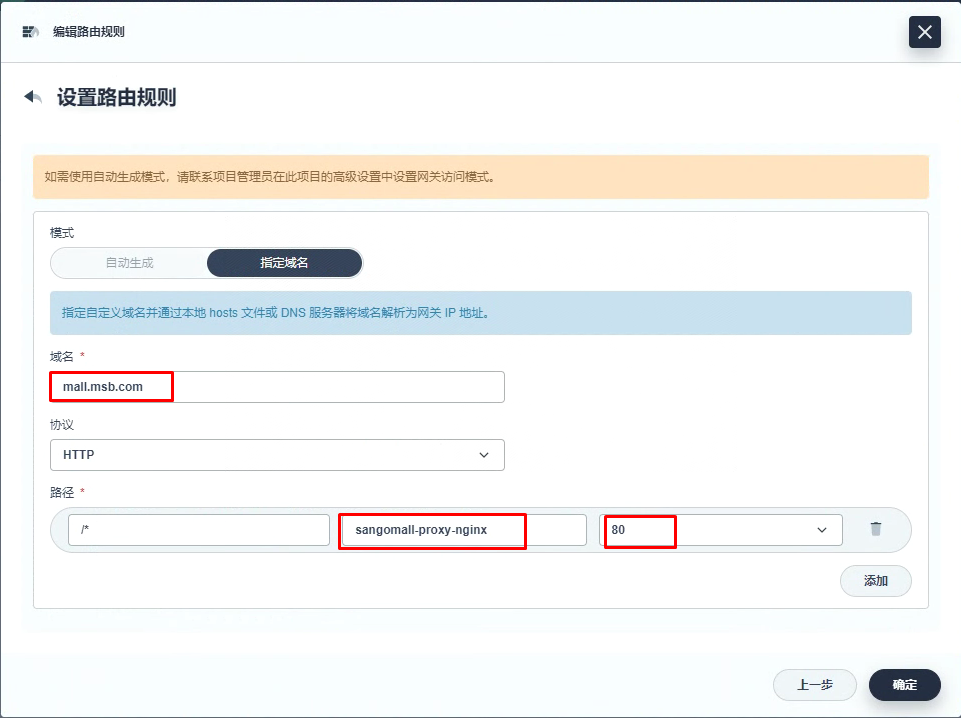 编辑路由规则
设置路由规则
如需使用自动生成模式，请联系项目管理员在此项目的高级设置中设置网关访问模式。
模式
自动生成 指定域名
指定自定义域名并通过本地 hosts 文件或 DNS 服务器将域名解析为网关 IP 地址。
域名 *
mall.msb.com
协议
HTTP
路径 *
/* sangomall-proxy-nginx 80
添加
上一步 确定